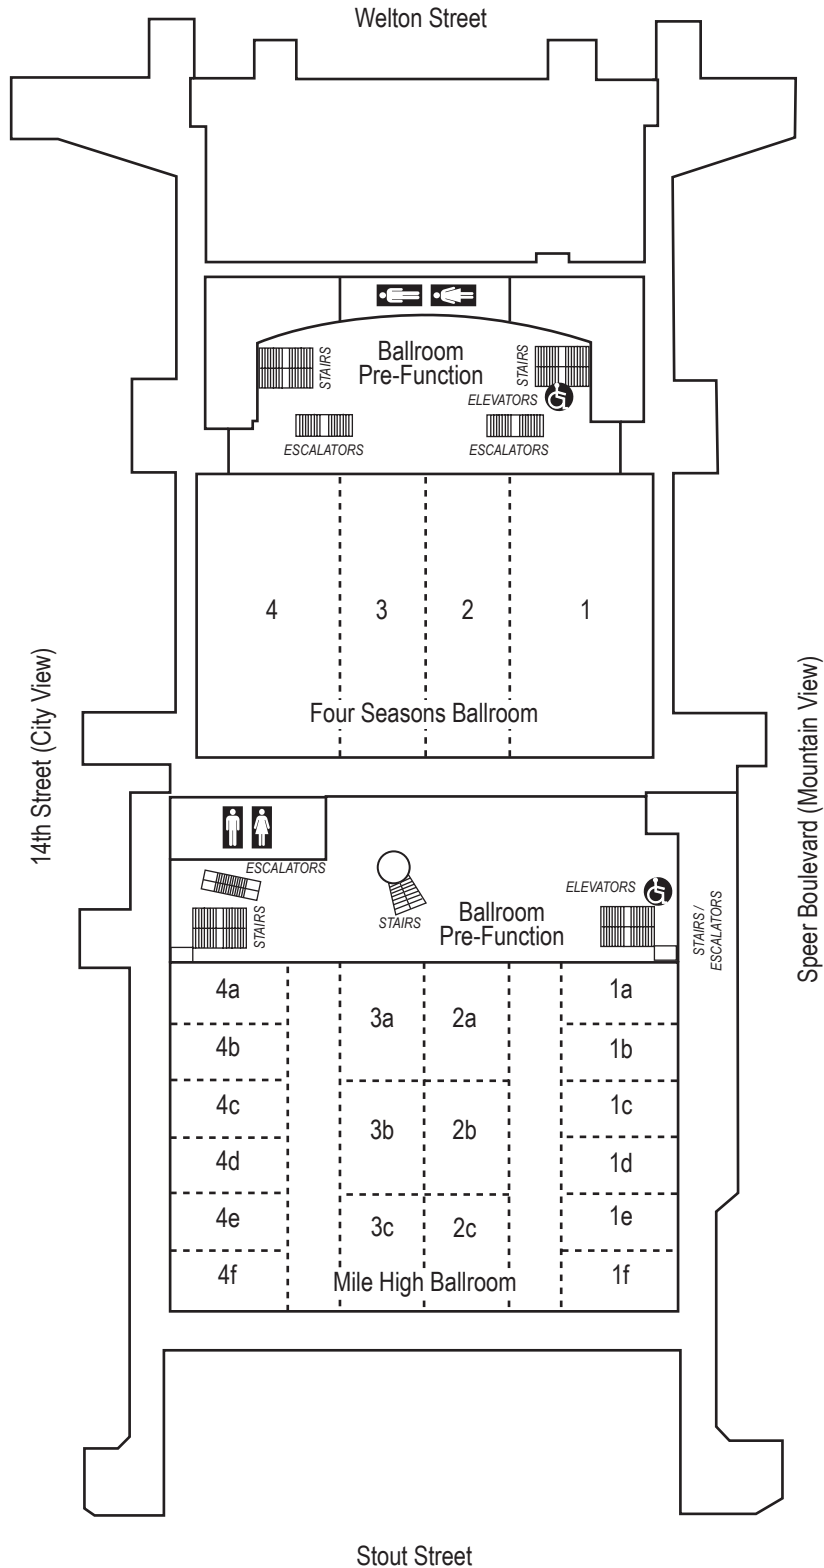 Welton Street
STAIRS
Ballroom
Pre-Function
STAIRS
ELEVATORS
ESCALATORS
ESCALATORS
4
3
2
1
Four Seasons Ballroom
14th Street (City View)
Speer Boulevard (Mountain View)
ESCALATORS
STAIRS
STAIRS
Ballroom
Pre-Function
ELEVATORS
STAIRS /
ESCALATORS
4a
3a
2a
1a
4b
1b
4c
3b
2b
1c
4d
1d
4e
3c
2c
1e
4f
1f
Mile High Ballroom
Stout Street